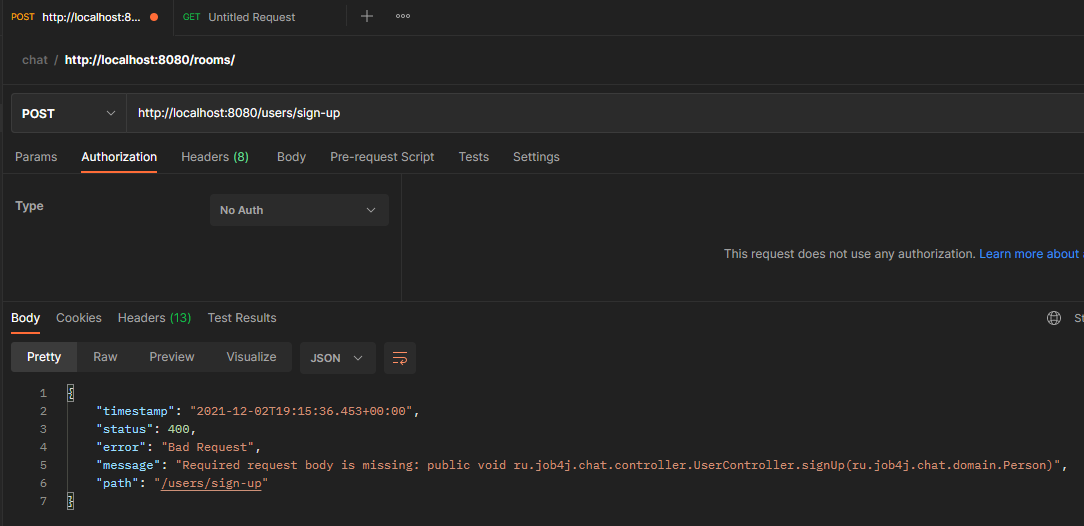 POST http://localhost:8... GET Untitled Request
chat / http://localhost:8080/rooms/
POST http://localhost:8080/users/sign-up
Params Authorization Headers (8) Body Pre-request Script Tests Settings
Type No Auth
This request does not use any authorization. Learn more about
Body Cookies Headers (13) Test Results St
Pretty Raw Preview Visualize JSON
1 {
2 "timestamp": "2021-12-02T19:15:36.453+00:00",
3 "status": 400,
4 "error": "Bad Request",
5 "message": "Required request body is missing: public void ru.job4j.chat.controller.UserController.signUp(ru.job4j.chat.domain.Person)",
6 "path": "/users/sign-up"
7 }